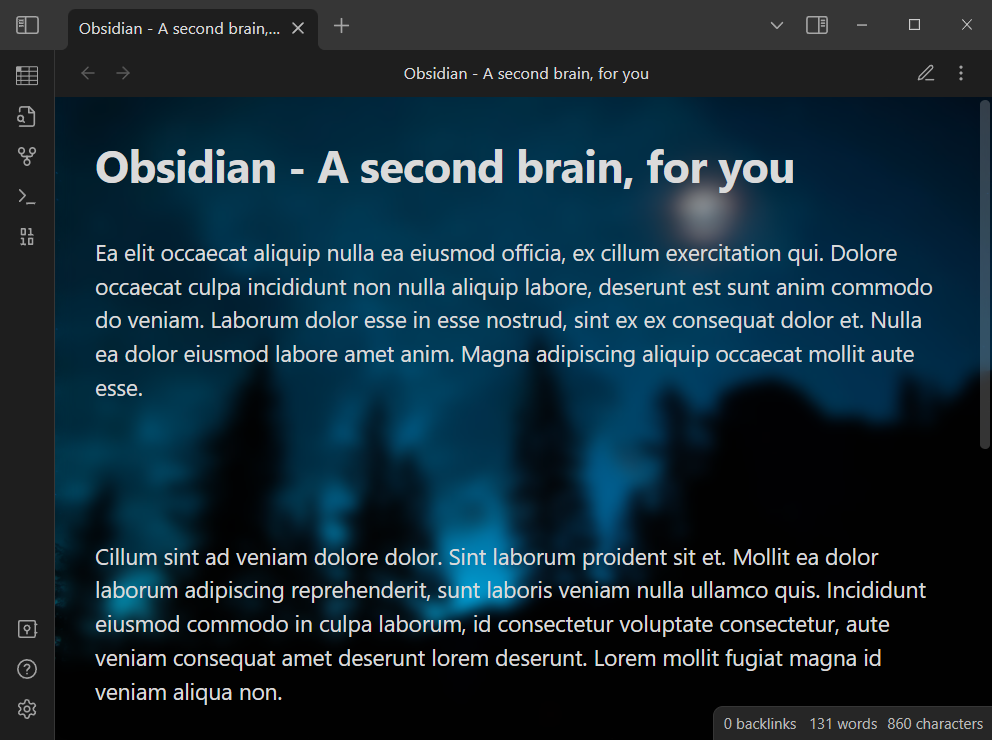 Obsidian - A second brain,...
Obsidian - A second brain, for you
Obsidian - A second brain, for you
Ea elit occaecat aliquip nulla ea eiusmod officia, ex cillum exercitation qui. Dolore
occaecat culpa incididunt non nulla aliquip labore, deserunt est sunt anim commodo
do veniam. Laborum dolor esse in esse nostrud, sint ex ex consequat dolor et. Nulla
ea dolor eiusmod labore amet anim. Magna adipiscing aliquip occaecat mollit aute
esse.
Cillum sint ad veniam dolore dolor. Sint laborum proident sit et. Mollit ea dolor
laborum adipiscing reprehenderit, sunt laboris veniam nulla ullamco quis. Incididunt
eiusmod commodo in culpa laborum, id consectetur voluptate consectetur, aute
veniam consequat amet deserunt lorem deserunt. Lorem mollit fugiat magna id
veniam aliqua non.
0 backlinks 131 words 860 characters